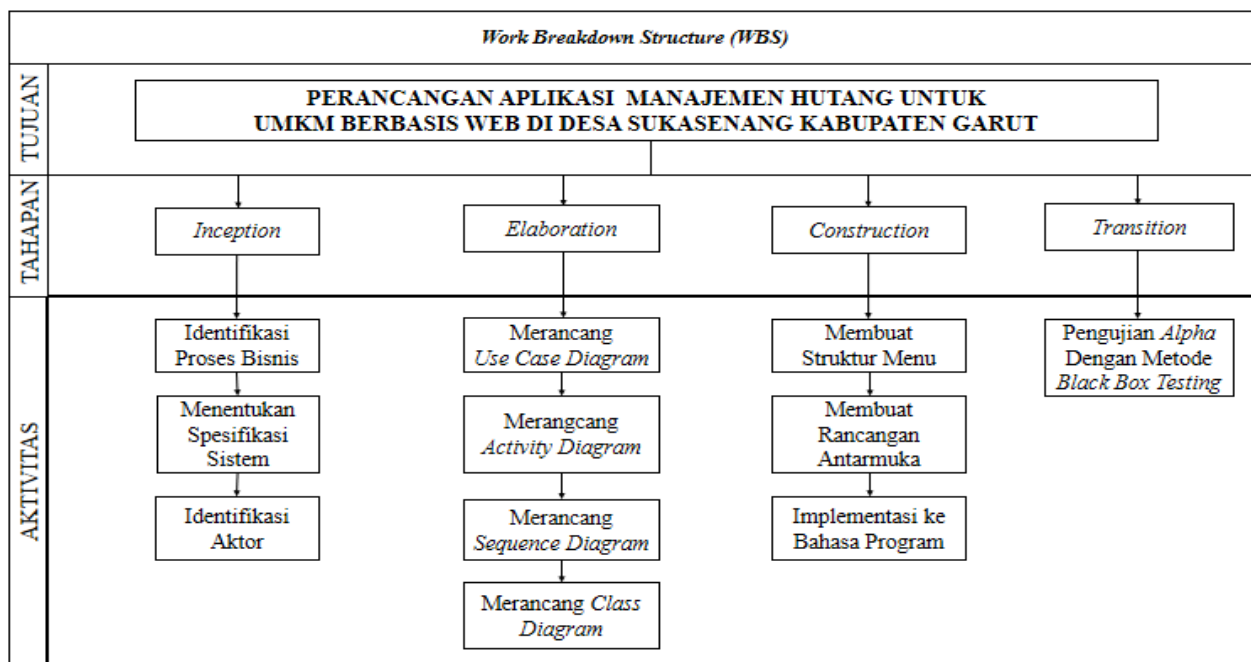 Work Breakdown Structure (WBS)
TUJUAN
PERANCANGAN APLIKASI MANAJEMEN HUTANG UNTUK
UMKM BERBASIS WEB DI DESA SUKASENANG KABUPATEN GARUT
TAHAPAN
Inception
Elaboration
Construction
Transition
AKTIVITAS
Identifikasi
Proses Bisnis
Menentukan
Spesifikasi
Sistem
Identifikasi
Aktor
Merancang
Use Case Diagram
Merangcang
Activity Diagram
Merancang
Sequence Diagram
Merancang Class
Diagram
Membuat
Struktur Menu
Membuat
Rancangan
Antarmuka
Implementasi ke
Bahasa Program
Pengujian Alpha
Dengan Metode
Black Box Testing